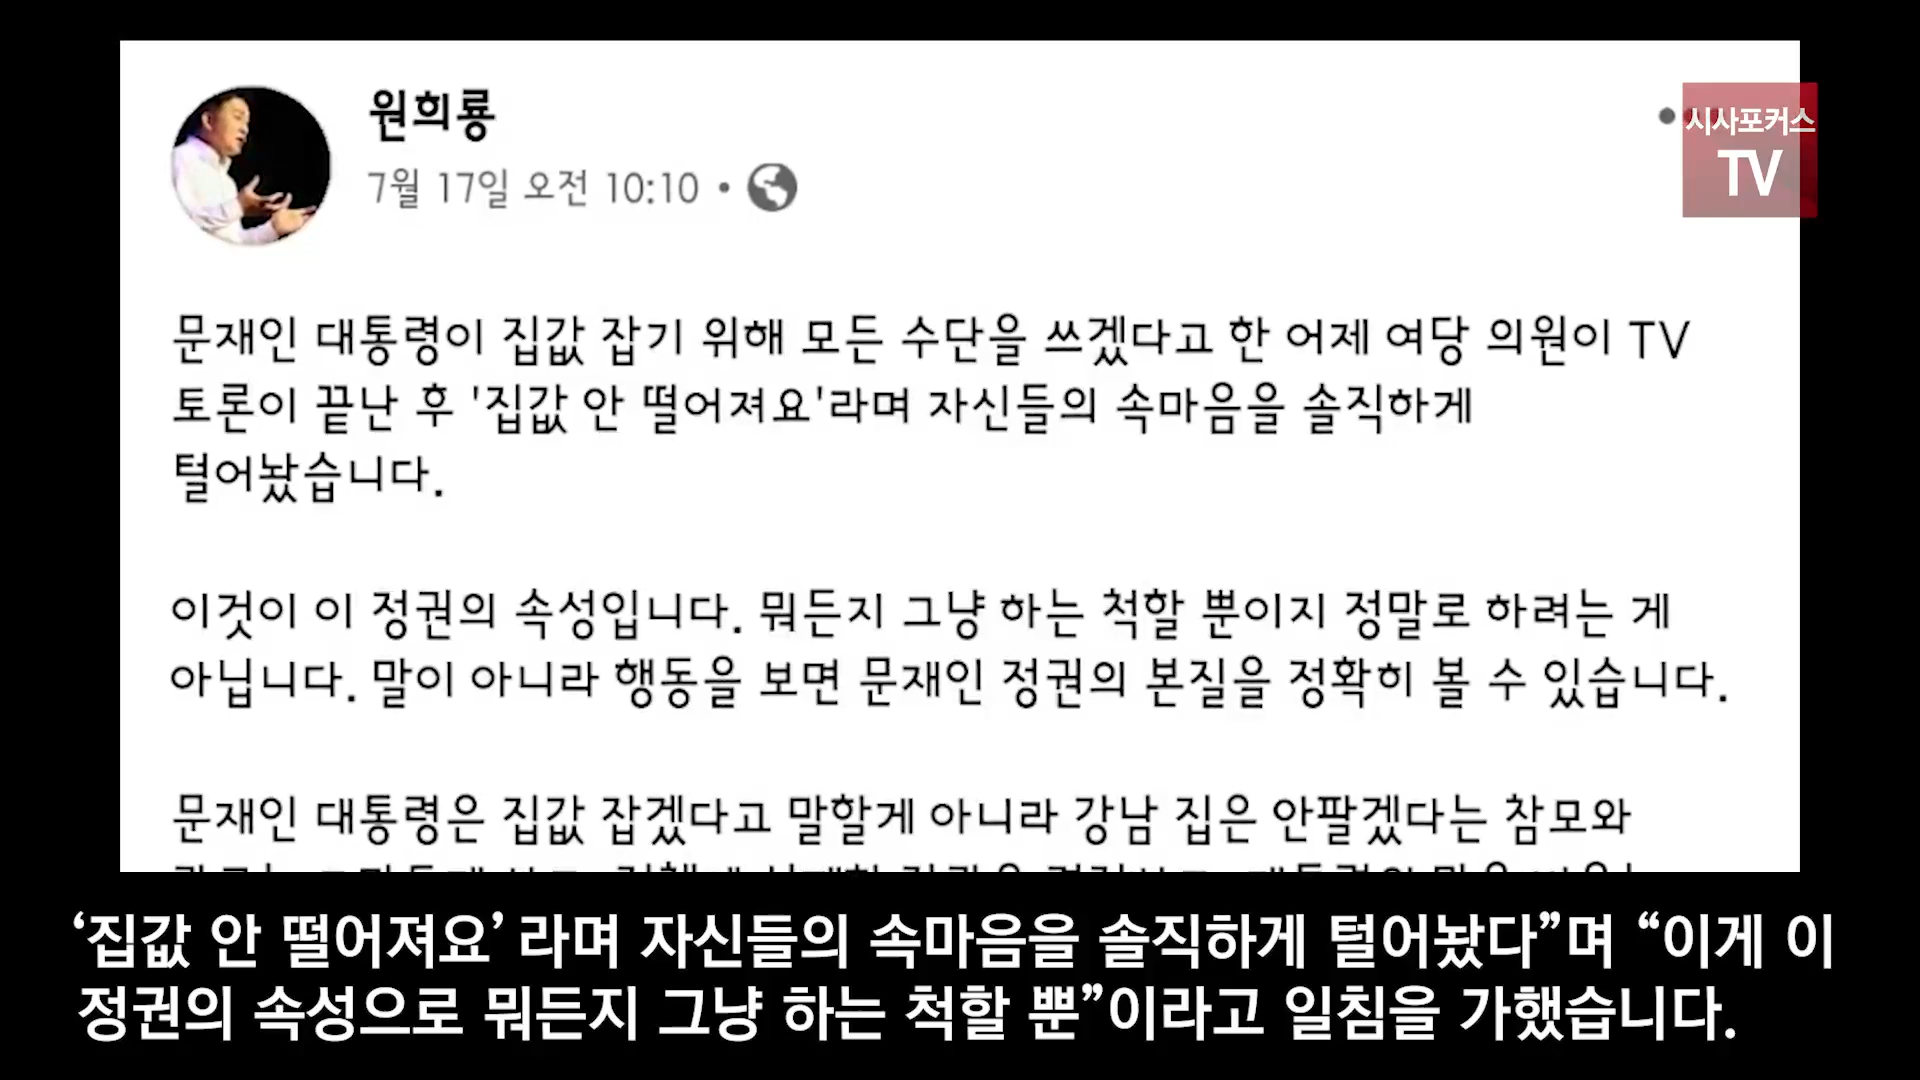 원희룡
7월 17일 오전 10:10
시사포커스
TV
문재인 대통령이 집값 잡기 위해 모든 수단을 쓰겠다고 한 어제 여당 의원이 TV
토론이 끝난 후 '집값 안 떨어져요'라며 자신들의 속마음을 솔직하게
털어놨습니다.
이것이 이 정권의 속성입니다. 뭐든지 그냥 하는 척할 뿐이지 정말로 하려는 게
아닙니다. 말이 아니라 행동을 보면 문재인 정권의 본질을 정확히 볼 수 있습니다.
문재인 대통령은 집값 잡겠다고 말할게 아니라 강남 집은 안팔겠다는 참모와
‘집값 안 떨어져요’ 라며 자신들의 속마음을 솔직하게 털어놨다”며 “이게 이
정권의 속성으로 뭐든지 그냥 하는 척할 뿐”이라고 일침을 가했습니다.